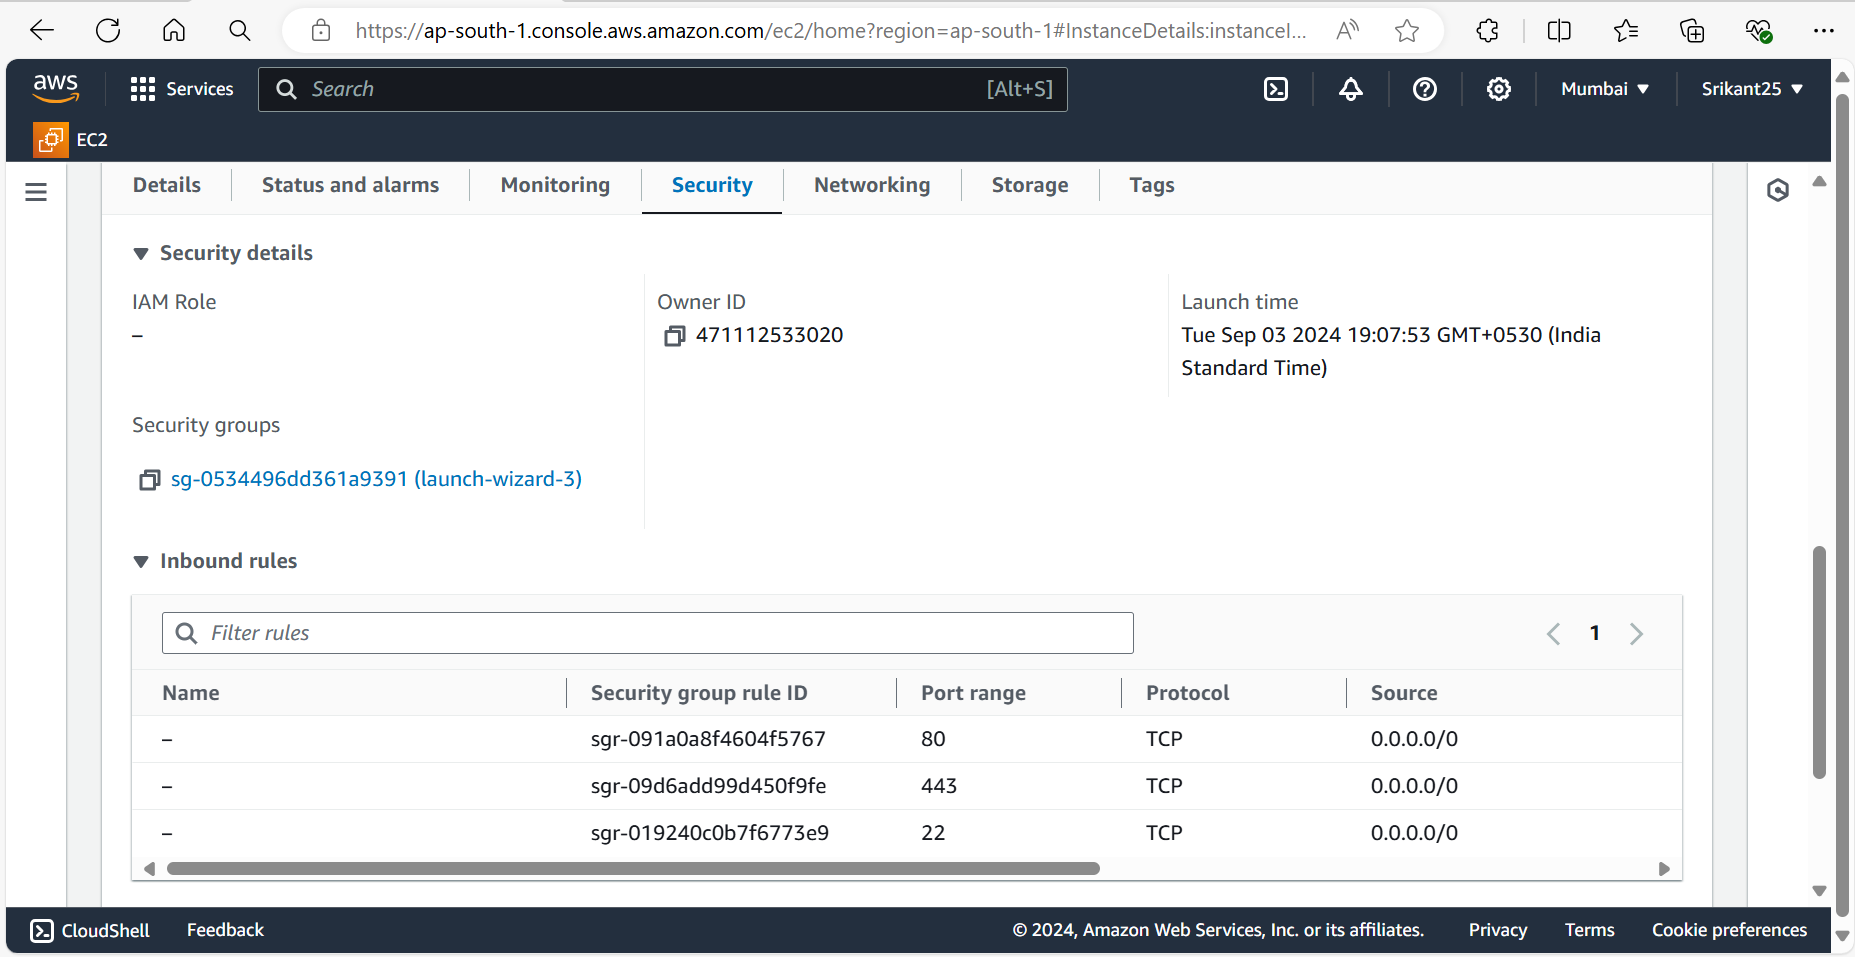 https://ap-south-1.console.aws.amazon.com/ec2/home?region=ap-south-1#InstanceDetails:instanceI...
aws Services Search [Alt+S] Mumbai Srikant25
EC2
Details Status and alarms Monitoring Security Networking Storage Tags
Security details
IAM Role Owner ID Launch time
– 471112533020 Tue Sep 03 2024 19:07:53 GMT+0530 (India
Standard Time)
Security groups
sg-0534496dd361a9391 (launch-wizard-3)
Inbound rules
Filter rules 1
Name Security group rule ID Port range Protocol Source
– sgr-091a0a8f4604f5767 80 TCP 0.0.0.0/0
– sgr-09d6add99d450f9fe 443 TCP 0.0.0.0/0
– sgr-019240c0b7f6773e9 22 TCP 0.0.0.0/0
CloudShell Feedback © 2024, Amazon Web Services, Inc. or its affiliates. Privacy Terms Cookie preferences